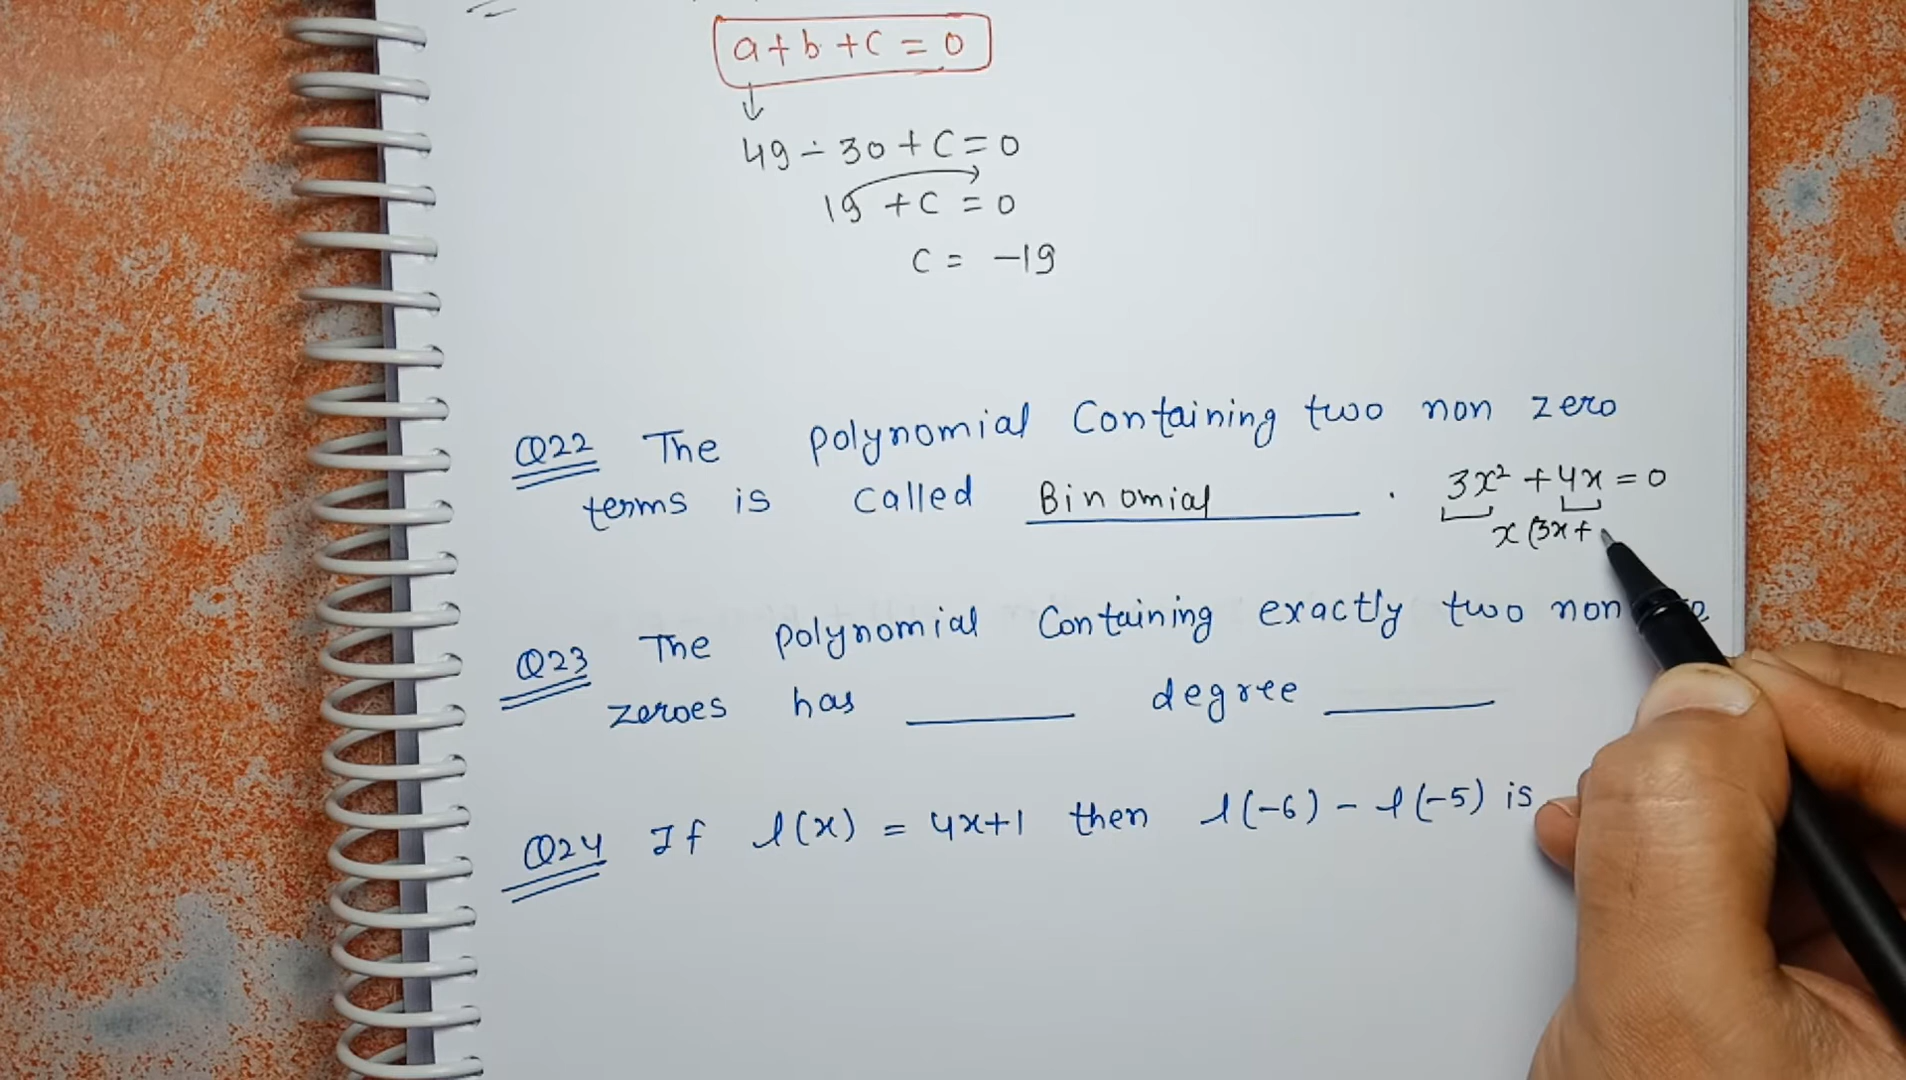 a+b+c=0
↓
49-30+C=0
19+C=0
C= -19
Q22 The polynomial Containing two non zero
terms is called Binomial .
3x²+4x=0
x(3x+
Q23 The polynomial Containing exactly two non
zeroes has ______ degree ______
Q24 If l(x) = 4x+1 then l(-6) - l(-5) is